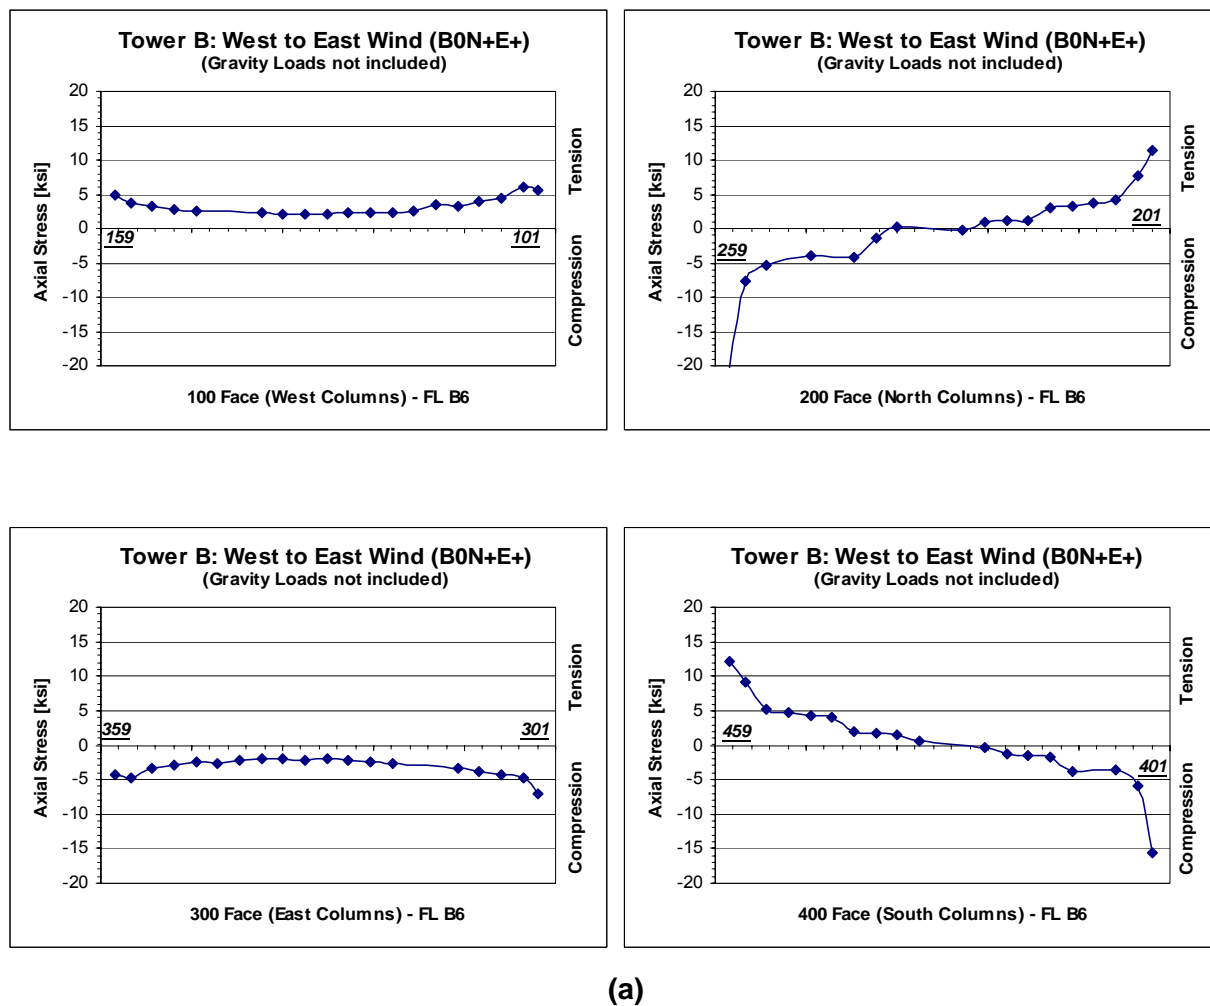 Tower B: West to East Wind (B0N+E+)
(Gravity Loads not included)
20
15
10
5
0
-5
-10
-15
-20
Axial Stress [ksi]
Tension
Compression
159
101
100 Face (West Columns) - FL B6
Tower B: West to East Wind (B0N+E+)
(Gravity Loads not included)
20
15
10
5
0
-5
-10
-15
-20
Axial Stress [ksi]
Tension
Compression
259
201
200 Face (North Columns) - FL B6
Tower B: West to East Wind (B0N+E+)
(Gravity Loads not included)
20
15
10
5
0
-5
-10
-15
-20
Axial Stress [ksi]
Tension
Compression
359
301
300 Face (East Columns) - FL B6
Tower B: West to East Wind (B0N+E+)
(Gravity Loads not included)
20
15
10
5
0
-5
-10
-15
-20
Axial Stress [ksi]
Tension
Compression
459
401
400 Face (South Columns) - FL B6
(a)